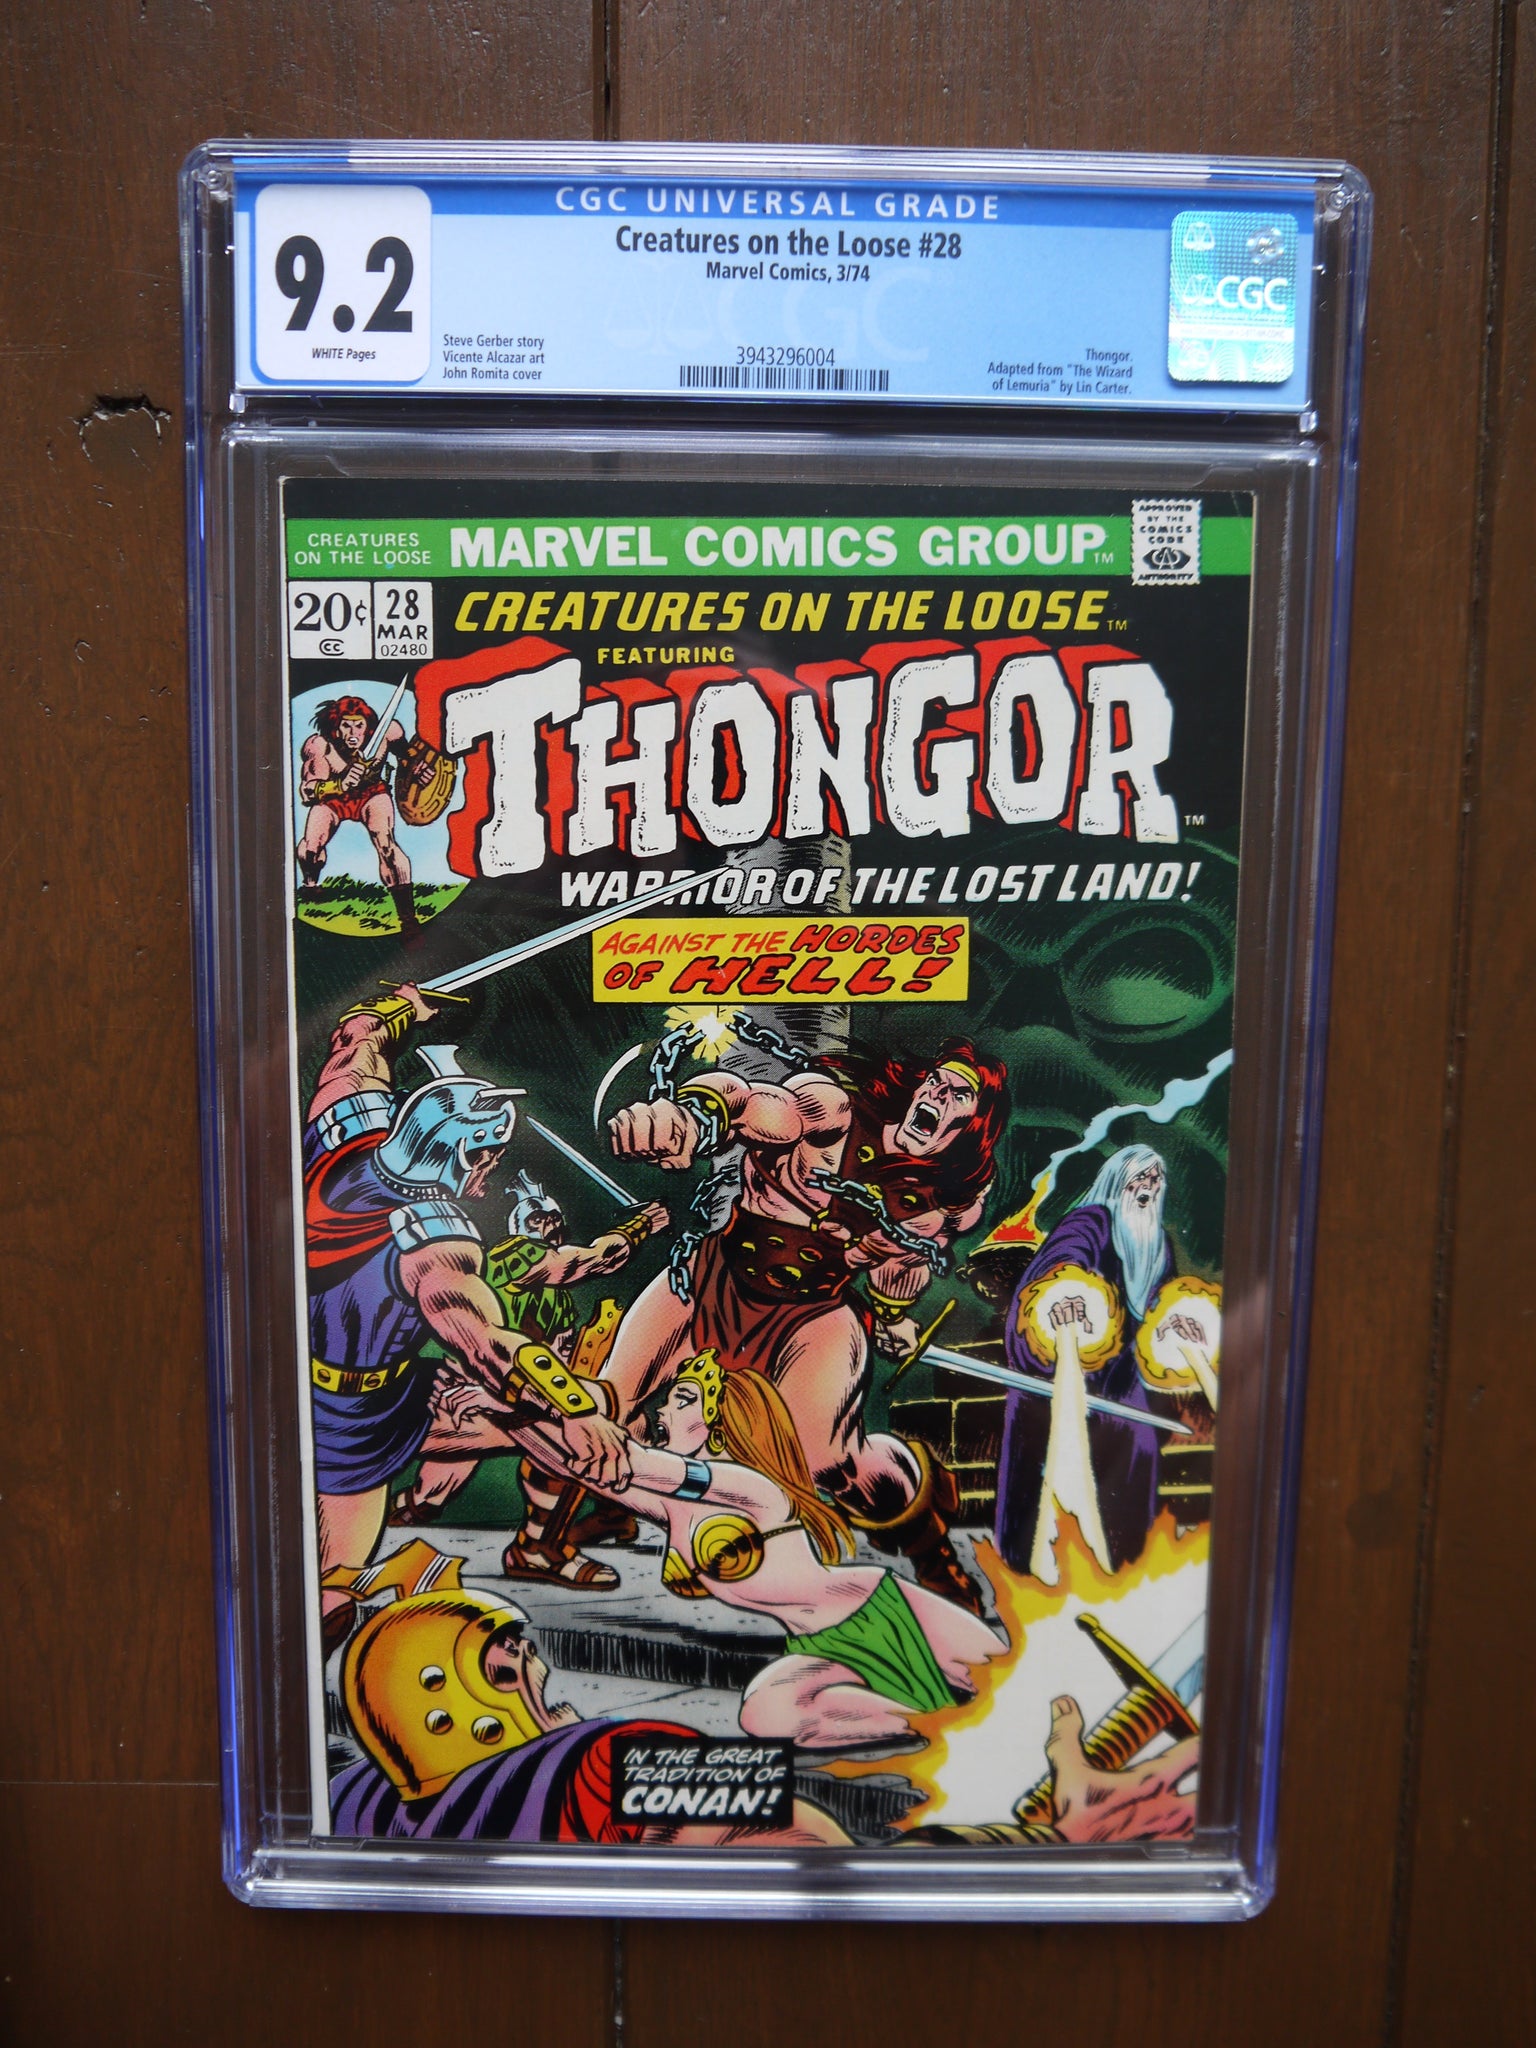 CGC UNIVERSAL GRADE
9.2
WHITE Pages
Creatures on the Loose #28
Marvel Comics, 3/74
Steve Gerber story
Vicente Alcazar art
John Romita cover
3943296004
Thongor.
Adapted from "The Wizard
of Lemuria" by Lin Carter.
CGC
CREATURES
ON THE LOOSE
MARVEL COMICS GROUP TM
APPROVED
BY THE
COMICS
CODE
CA
AUTHORITY
20¢
CC
28
MAR
02480
CREATURES ON THE LOOSE TM
FEATURING
THONGOR TM
WARRIOR OF THE LOST LAND!
AGAINST THE HORDES
OF HELL!
IN THE GREAT
TRADITION OF
CONAN!